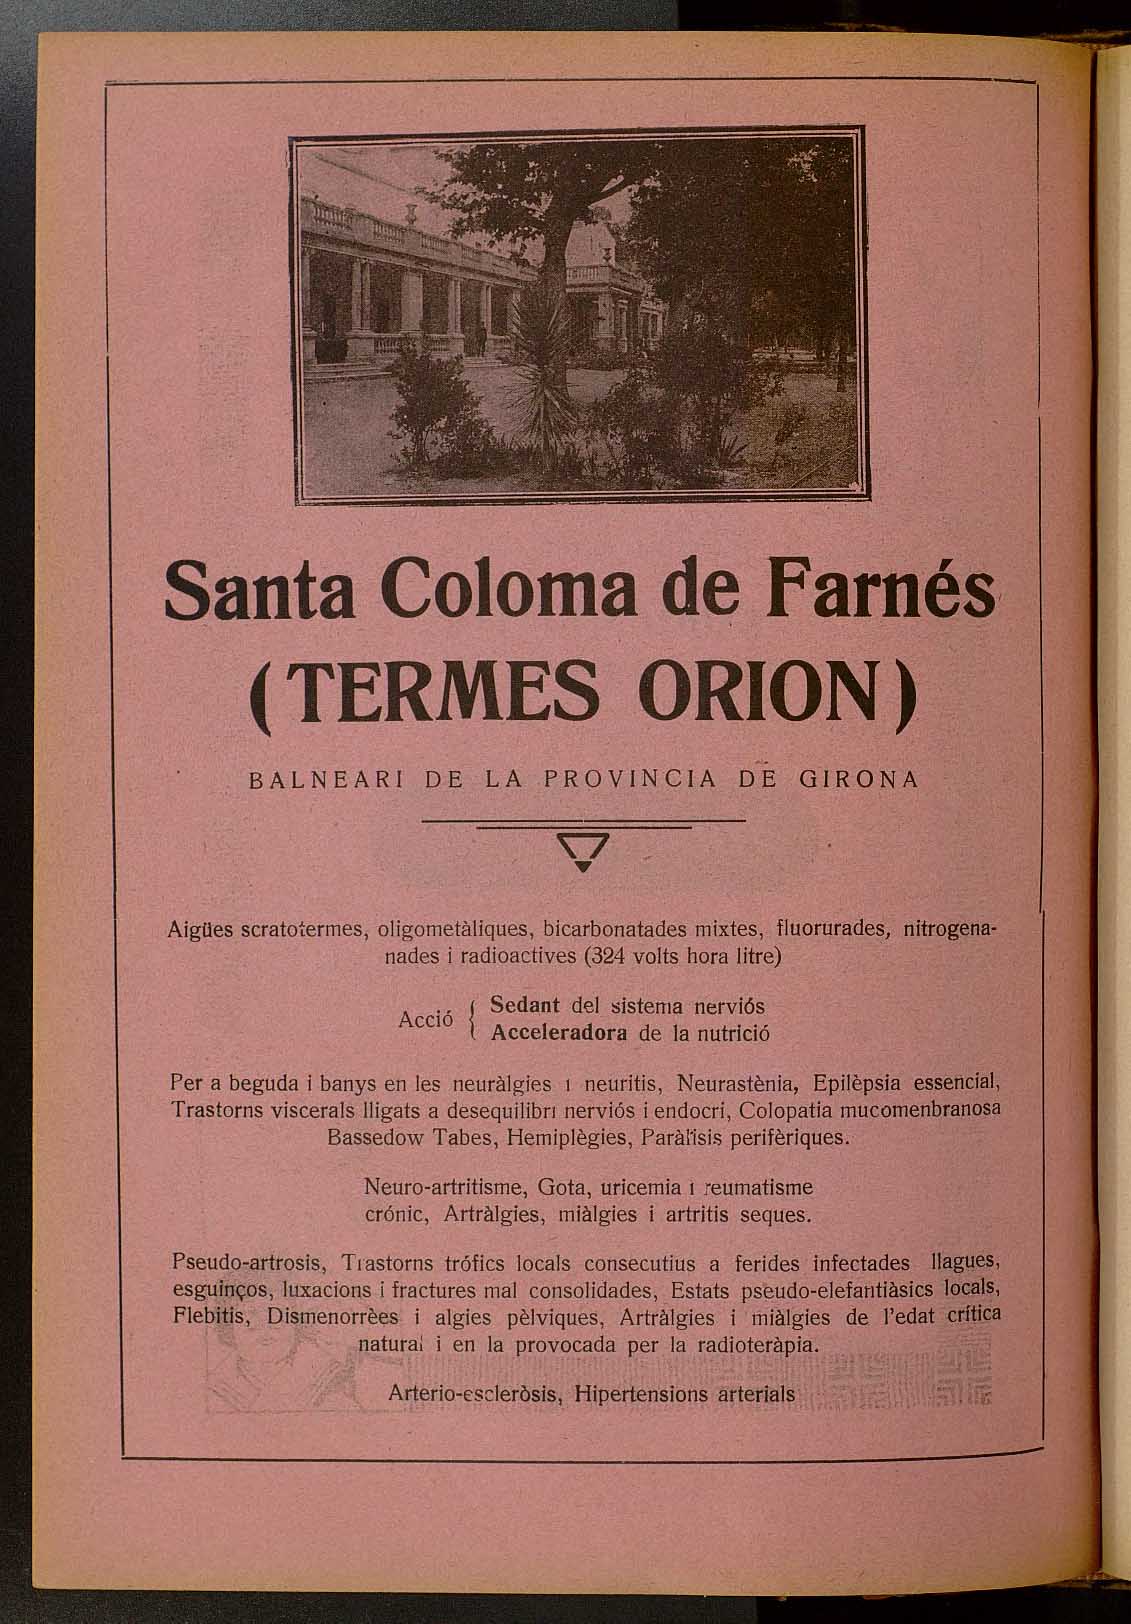 Santa Coloma de Farnés
(TERMES ORION)
BALNEARI DE LA PROVINCIA DE GIRONA
Aigües scratotermes, oligometàliques, bicarbonatades mixtes, fluorurades, nitrogena-
nades i radioactives (324 volts hora litre)
Acció { Sedant del sistema nerviós
Acceleradora de la nutrició
Per a beguda i banys en les neuràlgies i neuritis, Neurastènia, Epilèpsia essencial,
Trastorns viscerals lligats a desequilibri nerviós i endocri, Colopatia mucomenbranosa
Bassedow Tabes, Hemiplègies, Paràlisis perifèriques.
Neuro-artritisme, Gota, uricemia i reumatisme
crónic, Artràlgies, miàlgies i artritis seques.
Pseudo-artrosis, Trastorns trófics locals consecutius a ferides infectades llagues,
esguinços, luxacions i fractures mal consolidades, Estats pseudo-elefantiàsics locals,
Flebitis, Dismenorrèes i algies pèlviques, Artràlgies i miàlgies de l'edat crítica
natural i en la provocada per la radioteràpia.
Arterio-escleròsis, Hipertensions arterials